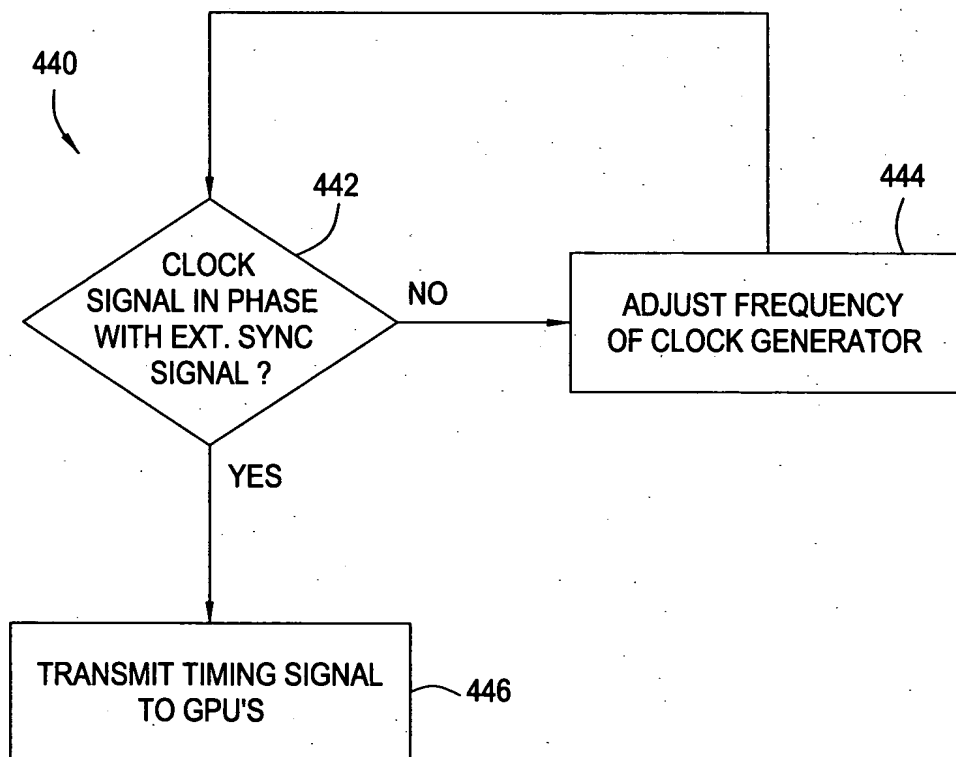 440
442
CLOCK
SIGNAL IN PHASE
WITH EXT. SYNC
SIGNAL ?
NO
444
ADJUST FREQUENCY
OF CLOCK GENERATOR
YES
TRANSMIT TIMING SIGNAL
TO GPU'S
446